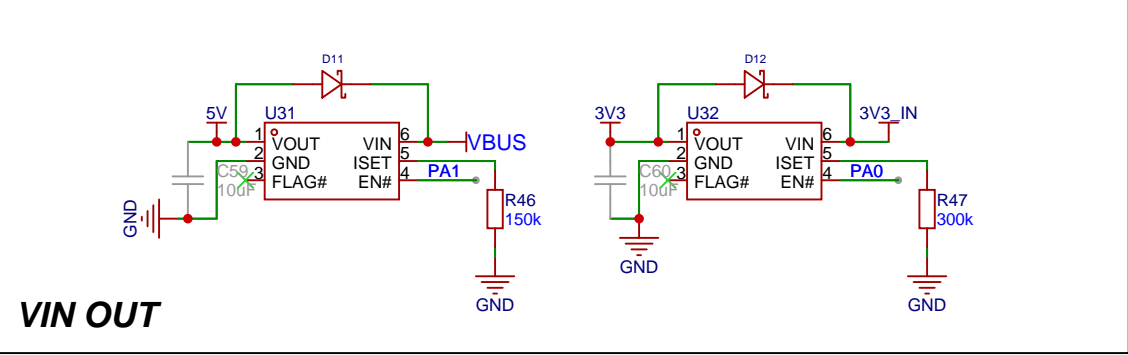 D11
5V
U31
1
VOUT
VIN
6
VBUS
2
GND
ISET
5
C59
3
FLAG#
EN#
4
PA1
10uF
R46
150k
GND
GND
D12
3V3
U32
3V3_IN
1
VOUT
VIN
6
2
GND
ISET
5
C60
3
FLAG#
EN#
4
PA0
10uF
R47
300k
GND
GND
VIN OUT